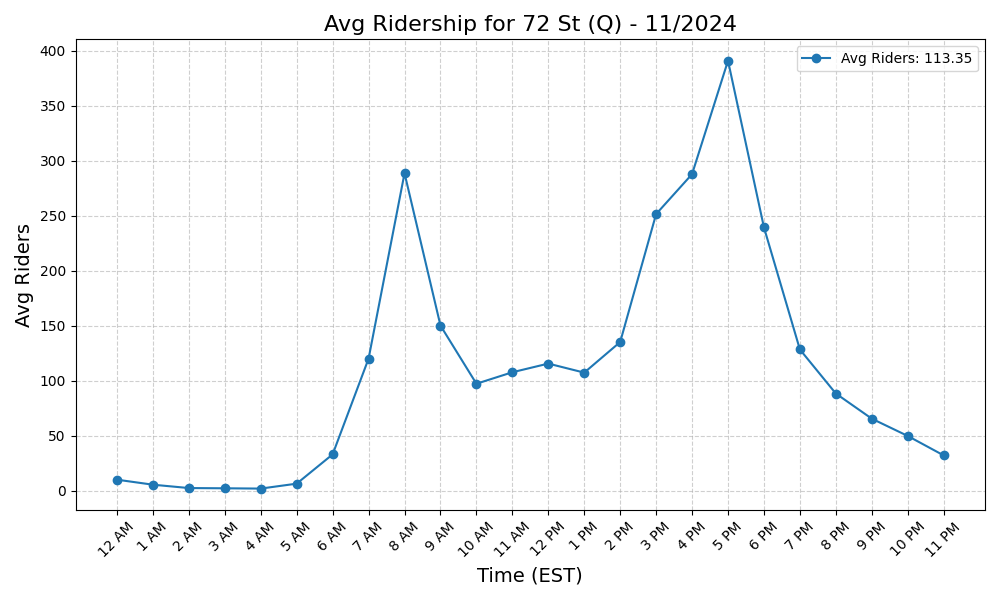 Avg Ridership for 72 St (Q) - 11/2024
Avg Riders: 113.35
Avg Riders
400
350
300
250
200
150
100
50
0
12 AM
1 AM
2 AM
3 AM
4 AM
5 AM
6 AM
7 AM
8 AM
9 AM
10 AM
11 AM
12 PM
1 PM
2 PM
3 PM
4 PM
5 PM
6 PM
7 PM
8 PM
9 PM
10 PM
11 PM
Time (EST)